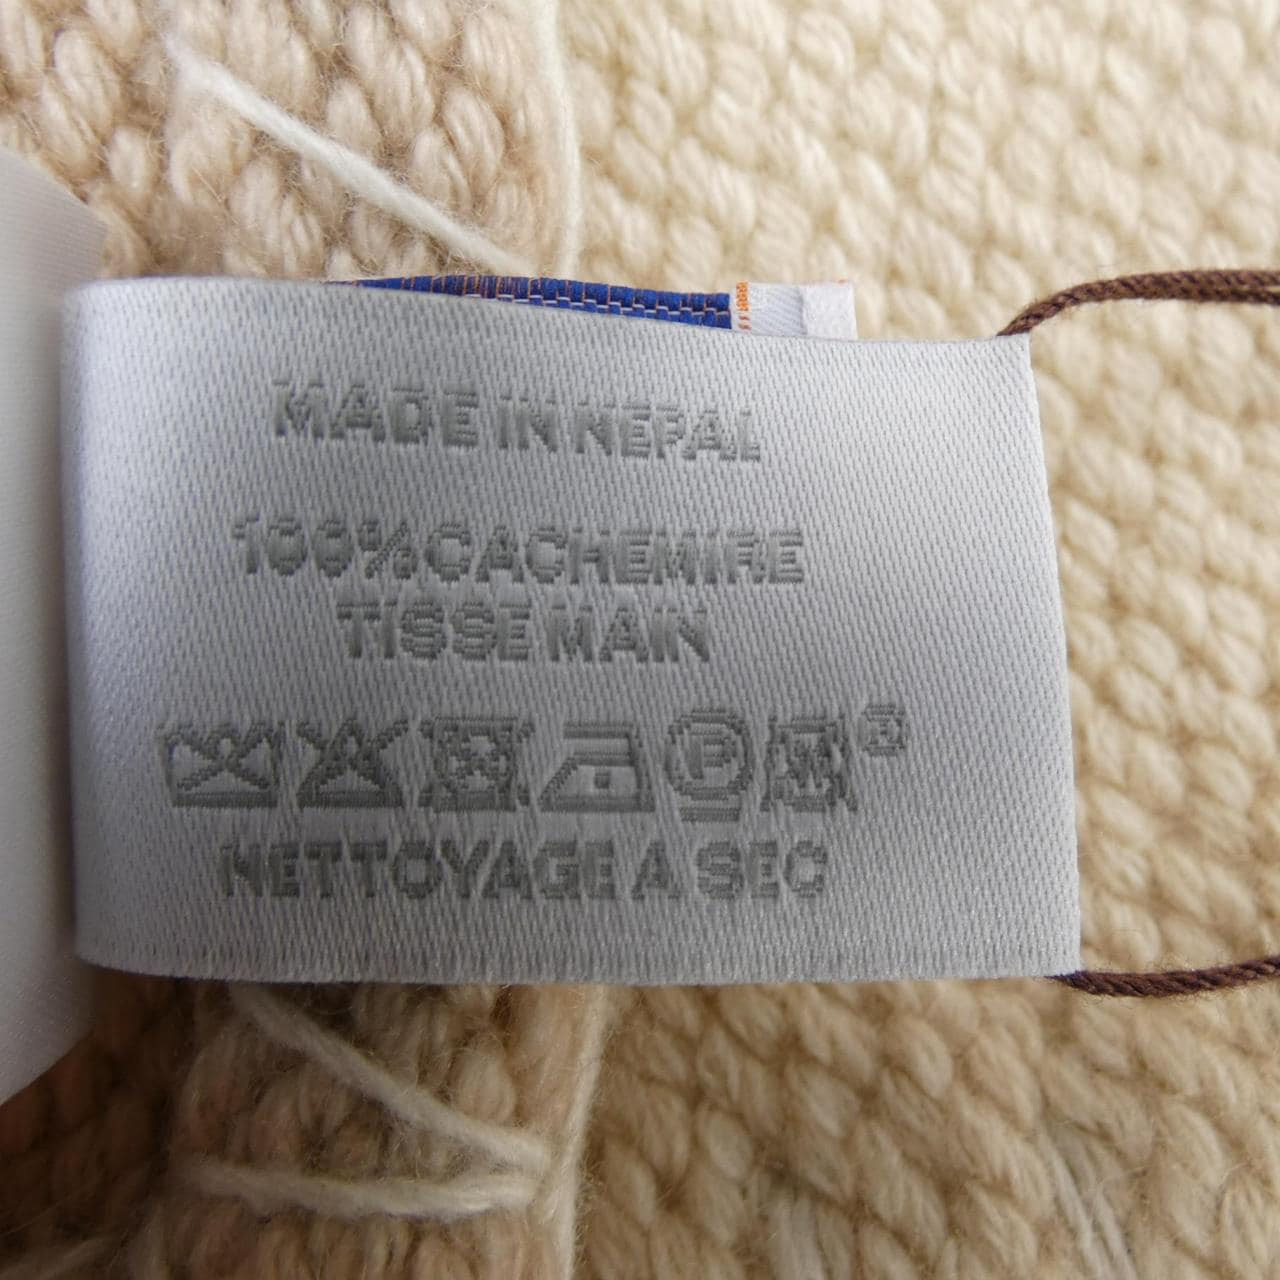 MADE IN NEPAL
100% CACHEMIRE
TISSE MAIN
P
NETTOYAGE A SEC